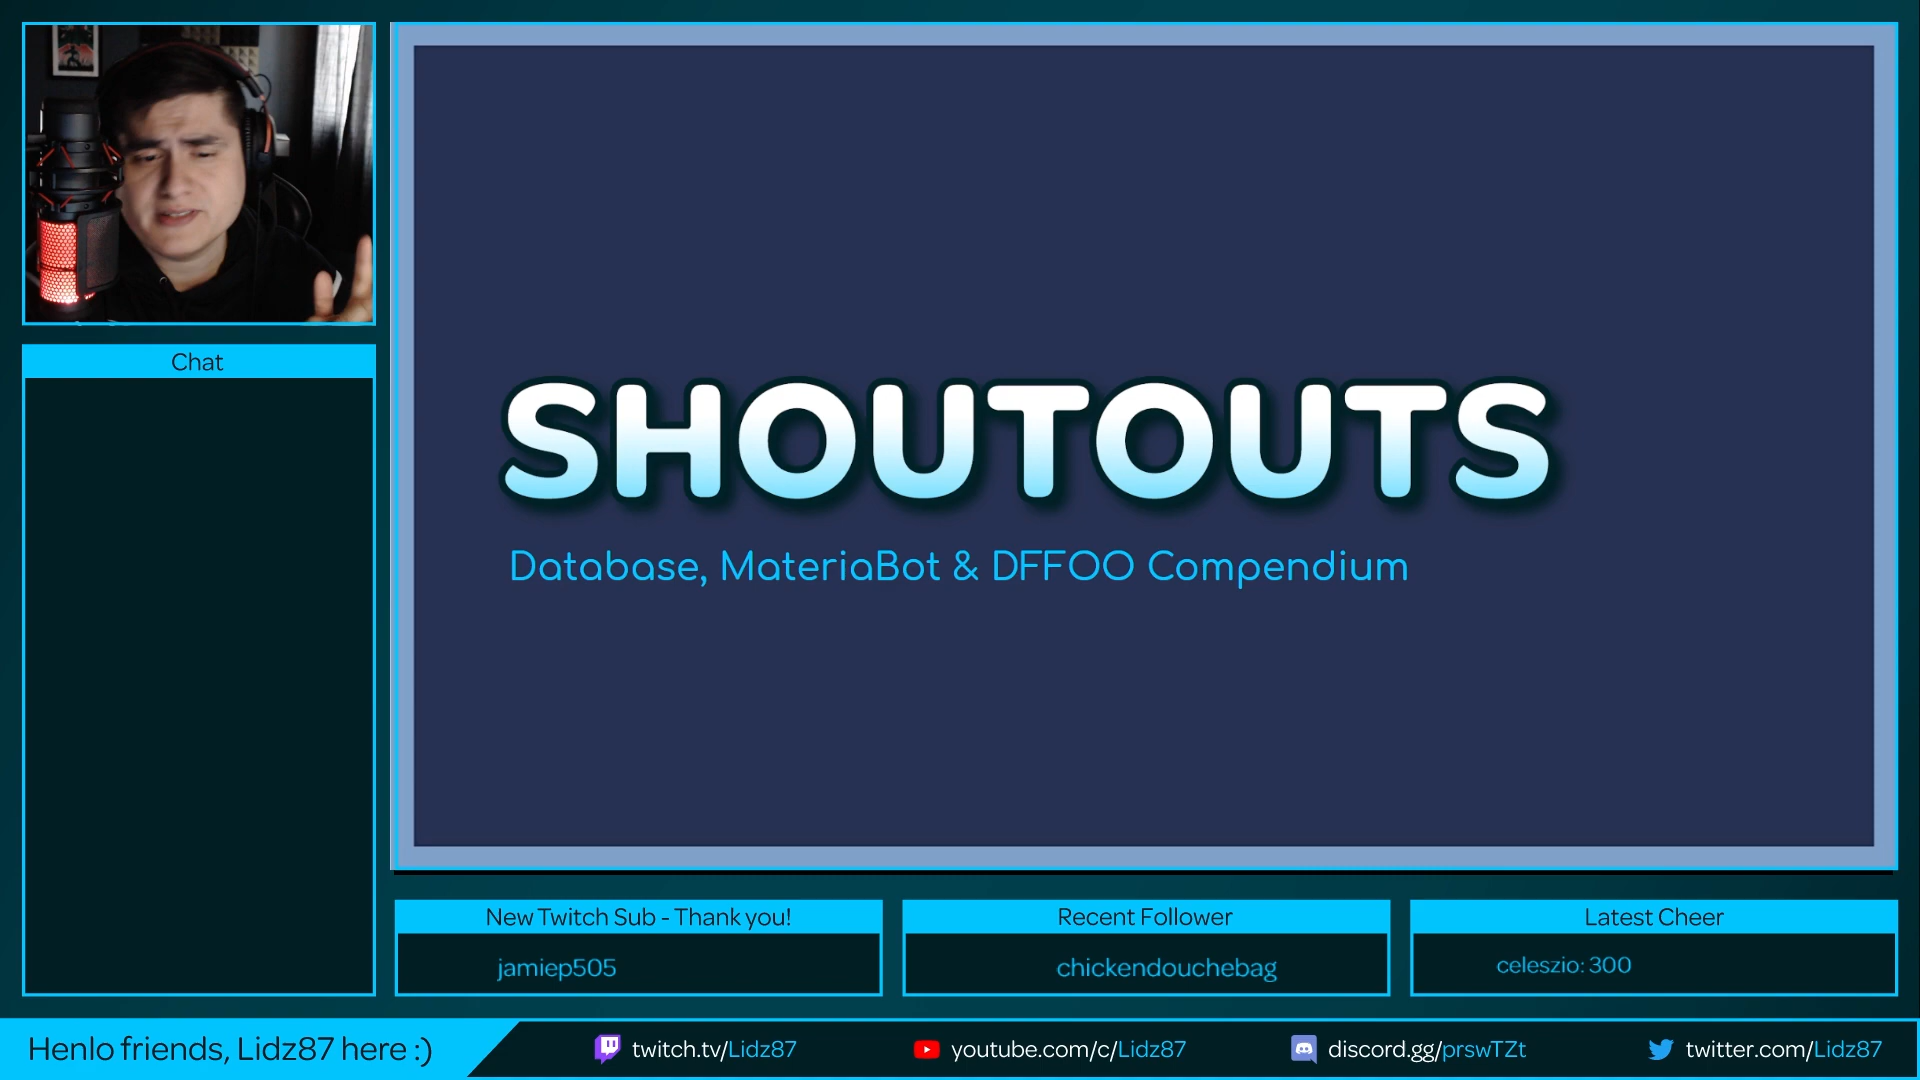 Chat
SHOUTOUTS
Database, MateriaBot & DFFOO Compendium
New Twitch Sub - Thank you!
jamiep505
Recent Follower
chickendouchebag
Latest Cheer
celeszio: 300
Henlo friends, Lidz87 here :)
twitch.tv/Lidz87
youtube.com/c/Lidz87
discord.gg/prswTZt
twitter.com/Lidz87